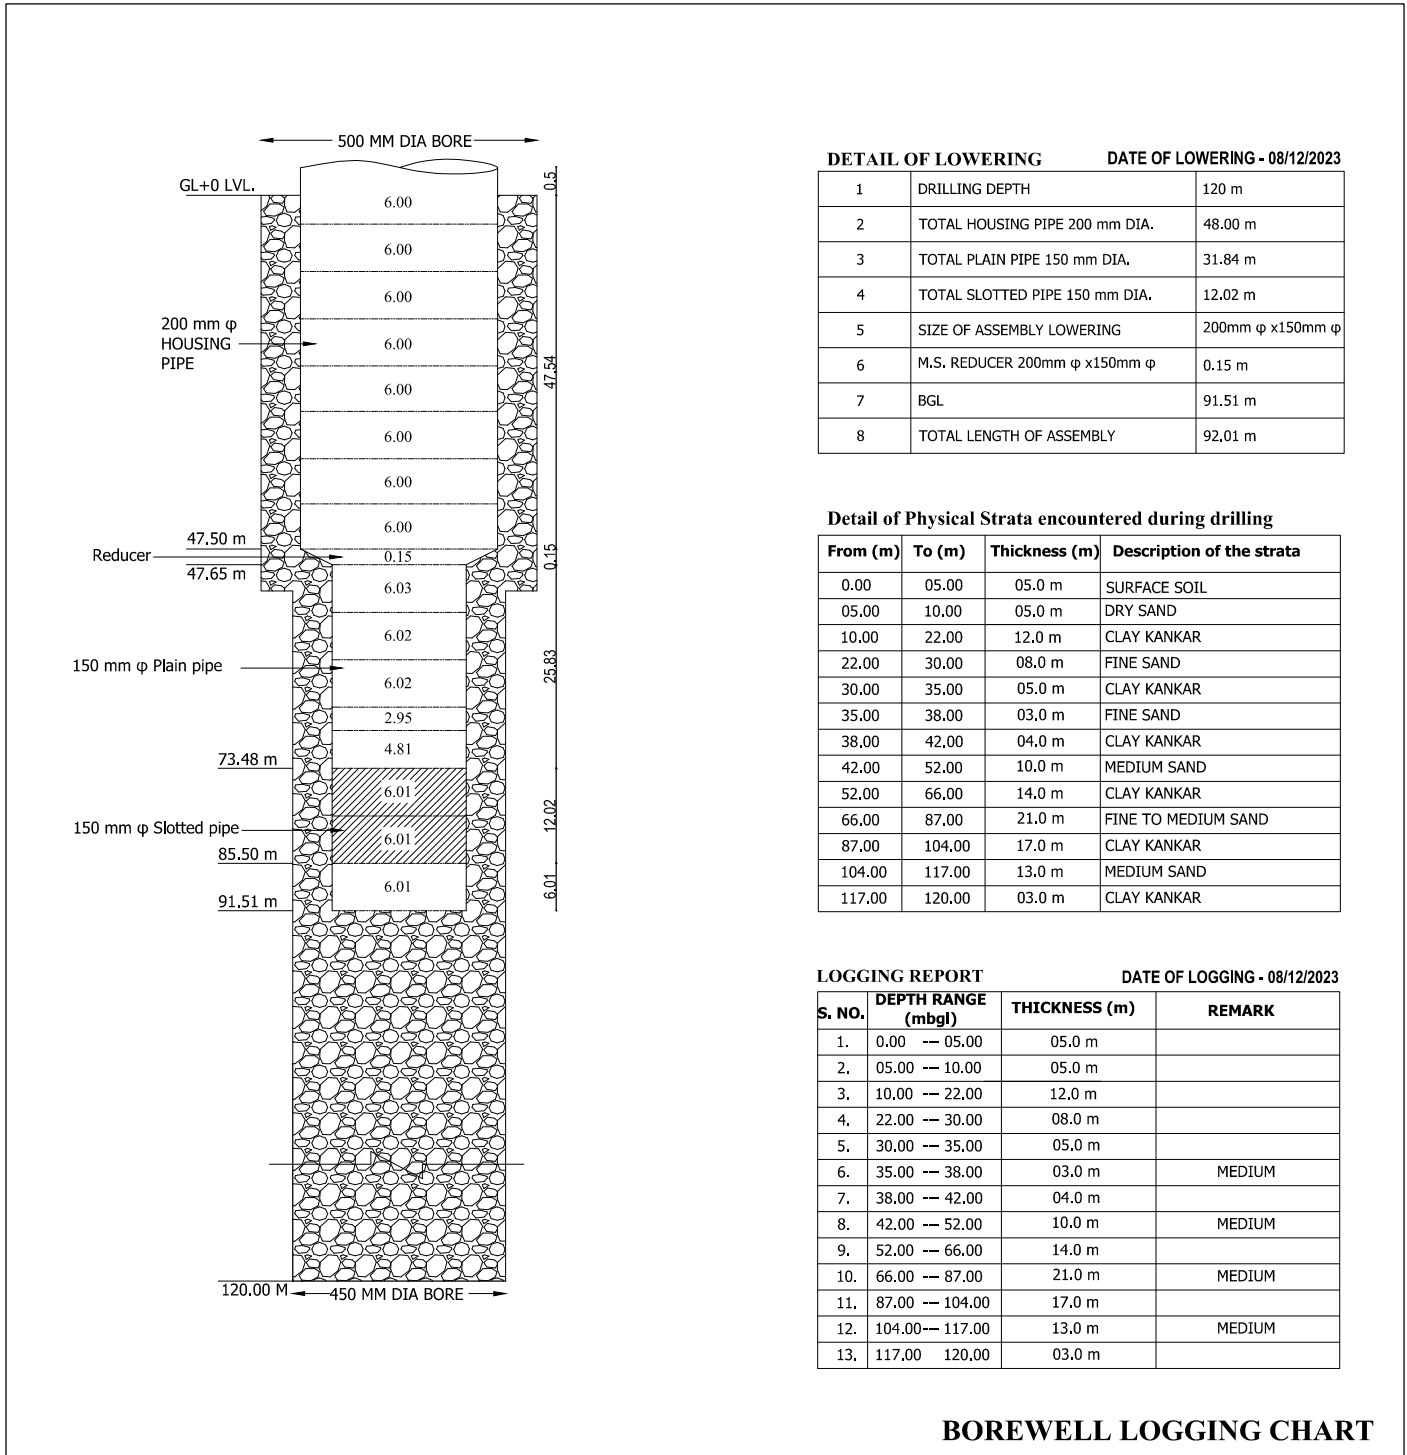 500 MM DIA BORE
GL+0 LVL.
0.5
6.00
6.00
6.00
200 mm φ
HOUSING
PIPE
6.00
47.54
6.00
6.00
6.00
6.00
47.50 m
Reducer
0.15
0.15
47.65 m
6.03
6.02
150 mm φ Plain pipe
6.02
25.83
2.95
4.81
73.48 m
6.01
12.02
150 mm φ Slotted pipe
6.01
85.50 m
6.01
6.01
91.51 m
120.00 M
450 MM DIA BORE
DETAIL OF LOWERING DATE OF LOWERING - 08/12/2023
1 DRILLING DEPTH 120 m
2 TOTAL HOUSING PIPE 200 mm DIA. 48.00 m
3 TOTAL PLAIN PIPE 150 mm DIA. 31.84 m
4 TOTAL SLOTTED PIPE 150 mm DIA. 12.02 m
5 SIZE OF ASSEMBLY LOWERING 200mm φ x150mm φ
6 M.S. REDUCER 200mm φ x150mm φ 0.15 m
7 BGL 91.51 m
8 TOTAL LENGTH OF ASSEMBLY 92.01 m
Detail of Physical Strata encountered during drilling
From (m) To (m) Thickness (m) Description of the strata
0.00 05.00 05.0 m SURFACE SOIL
05.00 10.00 05.0 m DRY SAND
10.00 22.00 12.0 m CLAY KANKAR
22.00 30.00 08.0 m FINE SAND
30.00 35.00 05.0 m CLAY KANKAR
35.00 38.00 03.0 m FINE SAND
38.00 42.00 04.0 m CLAY KANKAR
42.00 52.00 10.0 m MEDIUM SAND
52.00 66.00 14.0 m CLAY KANKAR
66.00 87.00 21.0 m FINE TO MEDIUM SAND
87.00 104.00 17.0 m CLAY KANKAR
104.00 117.00 13.0 m MEDIUM SAND
117.00 120.00 03.0 m CLAY KANKAR
LOGGING REPORT DATE OF LOGGING - 08/12/2023
S. NO. DEPTH RANGE (mbgl) THICKNESS (m) REMARK
1. 0.00 --- 05.00 05.0 m
2. 05.00 --- 10.00 05.0 m
3. 10.00 --- 22.00 12.0 m
4. 22.00 --- 30.00 08.0 m
5. 30.00 --- 35.00 05.0 m
6. 35.00 --- 38.00 03.0 m MEDIUM
7. 38.00 --- 42.00 04.0 m
8. 42.00 --- 52.00 10.0 m MEDIUM
9. 52.00 --- 66.00 14.0 m
10. 66.00 --- 87.00 21.0 m MEDIUM
11. 87.00 --- 104.00 17.0 m
12. 104.00--- 117.00 13.0 m MEDIUM
13. 117.00 120.00 03.0 m
BOREWELL LOGGING CHART